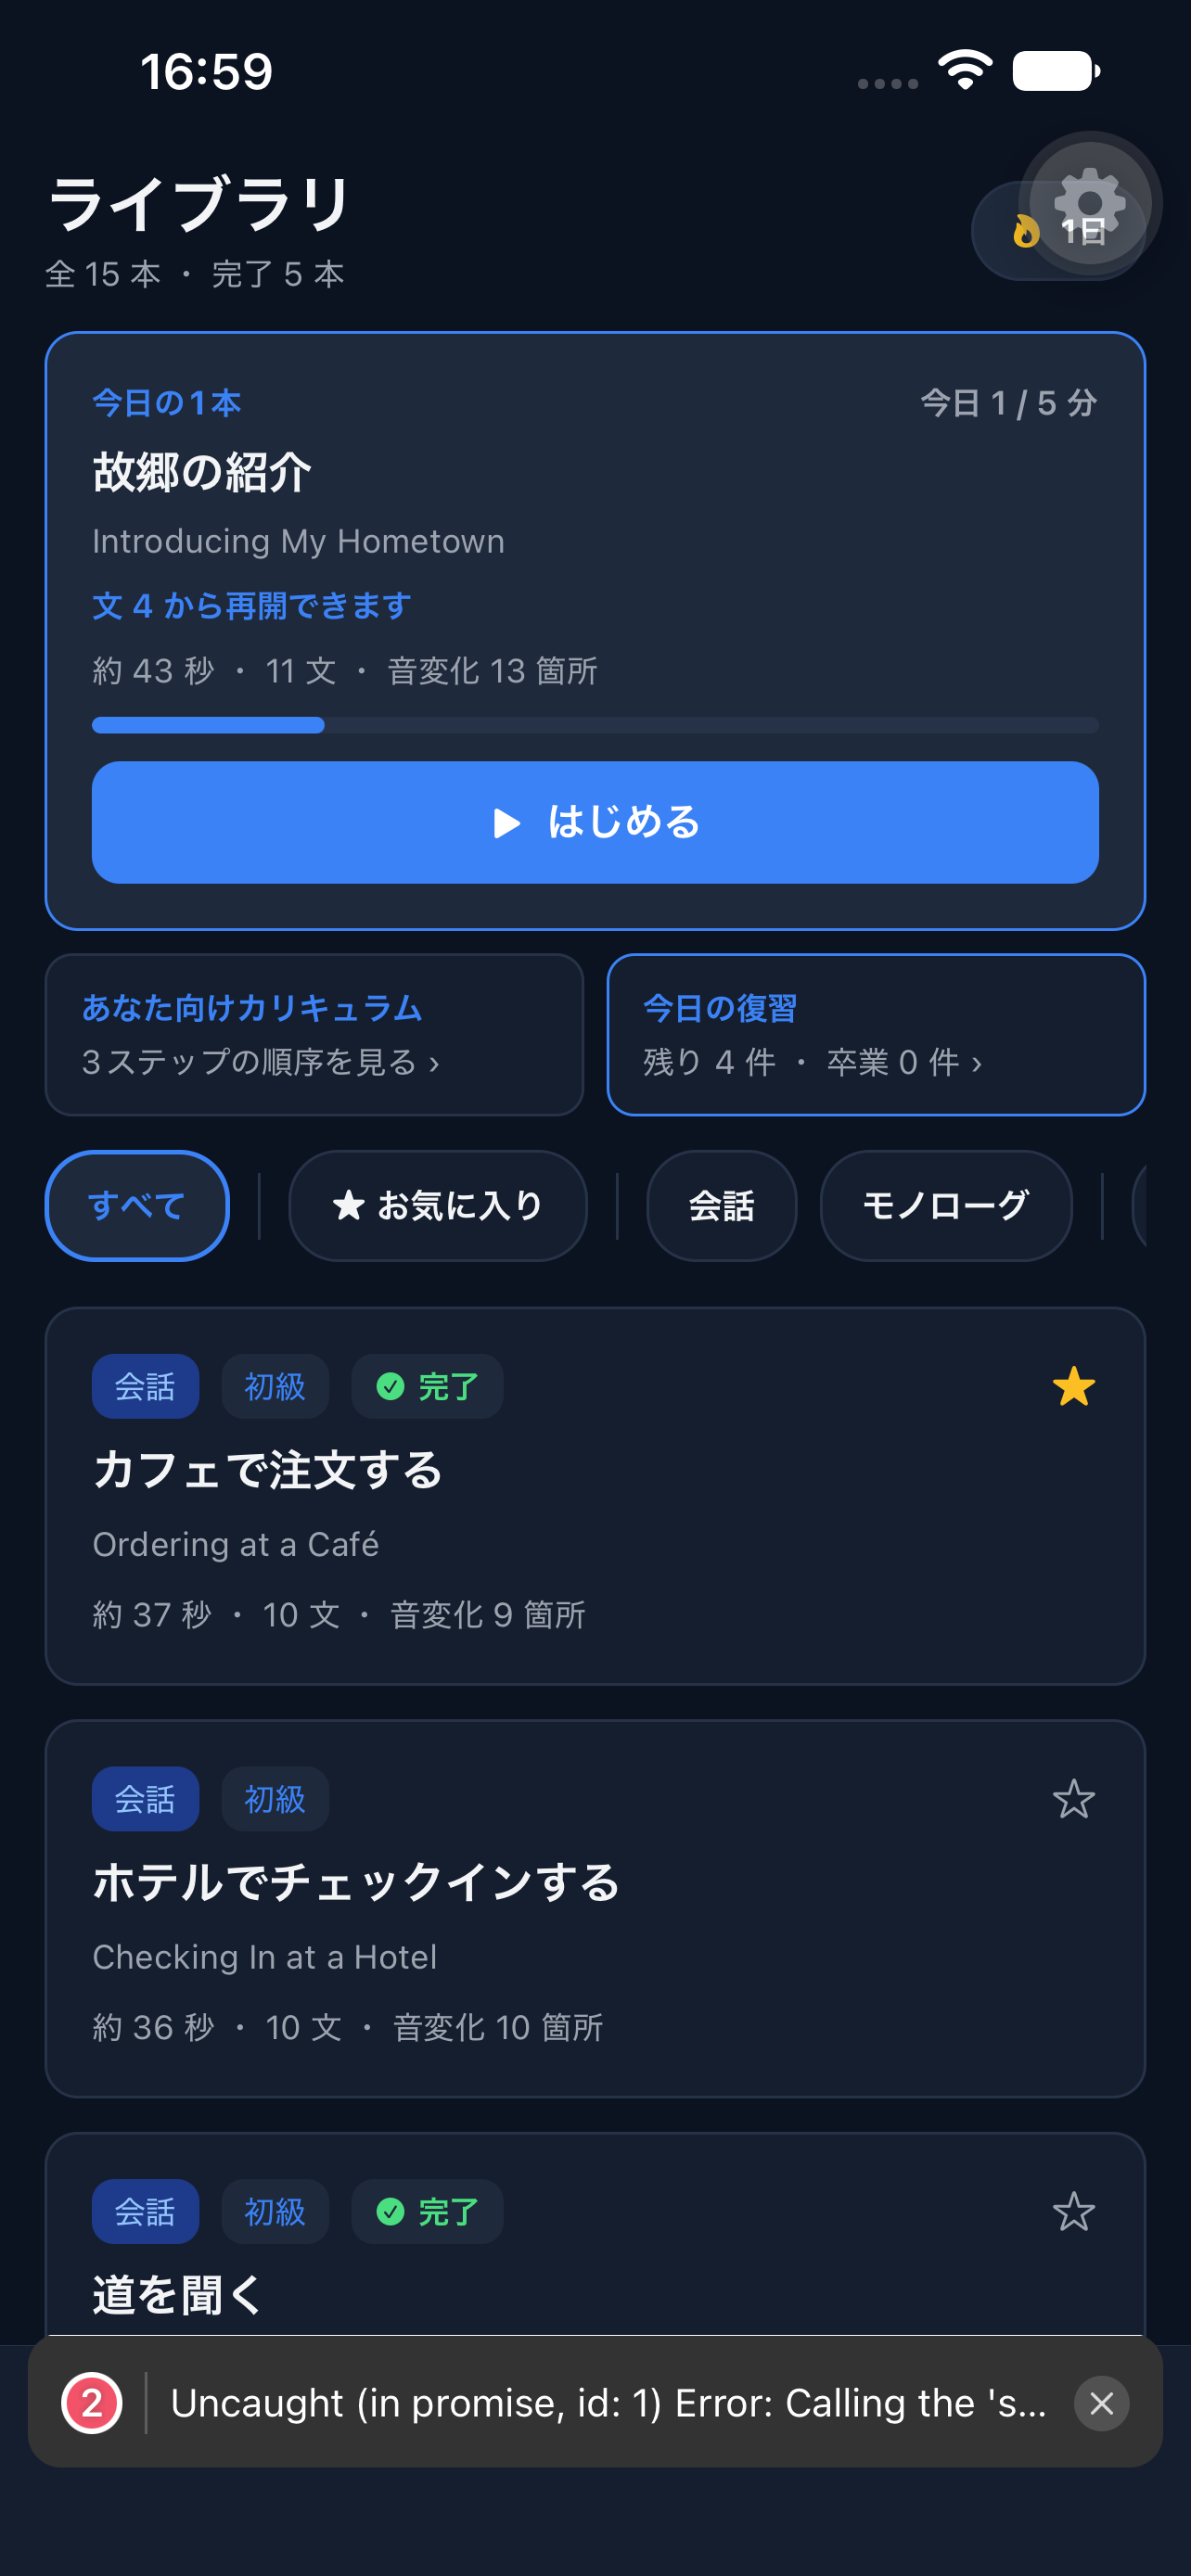 16:59
ライブラリ
全 15 本 ・ 完了 5 本
1日
今日の1本
今日 1 / 5 分
故郷の紹介
Introducing My Hometown
文 4 から再開できます
約 43 秒 ・ 11 文 ・ 音変化 13 箇所
はじめる
あなた向けカリキュラム
3ステップの順序を見る ›
今日の復習
残り 4 件 ・ 卒業 0 件 ›
すべて
★ お気に入り
会話
モノローグ
会話
初級
完了
カフェで注文する
Ordering at a Café
約 37 秒 ・ 10 文 ・ 音変化 9 箇所
会話
初級
ホテルでチェックインする
Checking In at a Hotel
約 36 秒 ・ 10 文 ・ 音変化 10 箇所
会話
初級
完了
道を聞く
2
Uncaught (in promise, id: 1) Error: Calling the 's...